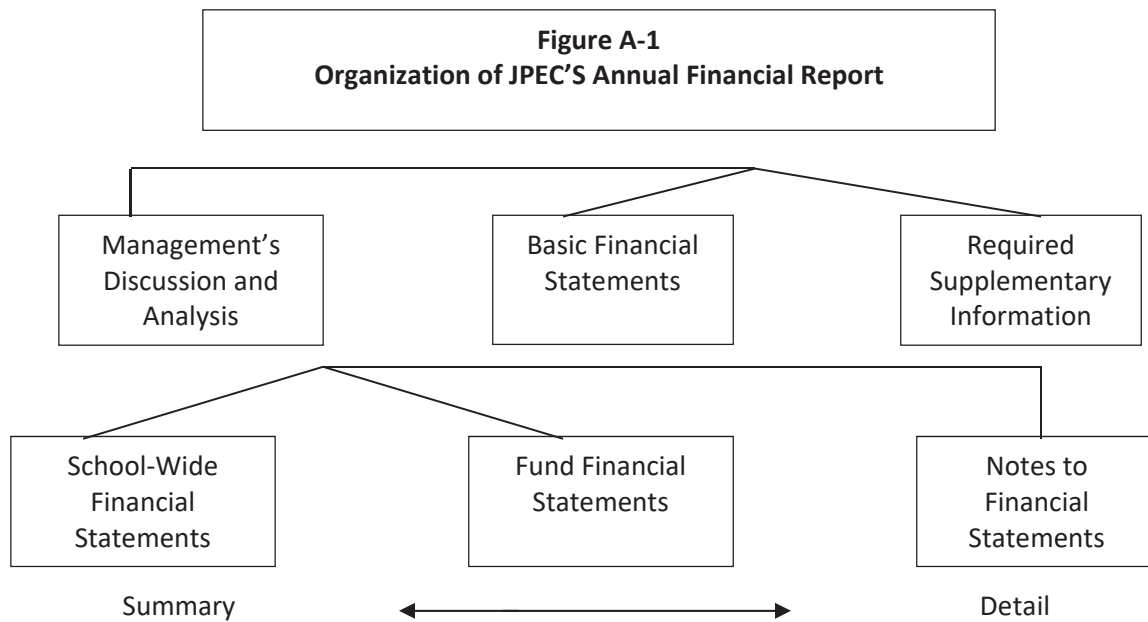 Figure A-1
Organization of JPEC’S Annual Financial Report
Management’s
Discussion and
Analysis
Basic Financial
Statements
Required
Supplementary
Information
School-Wide
Financial
Statements
Fund Financial
Statements
Notes to
Financial
Statements
Summary
Detail